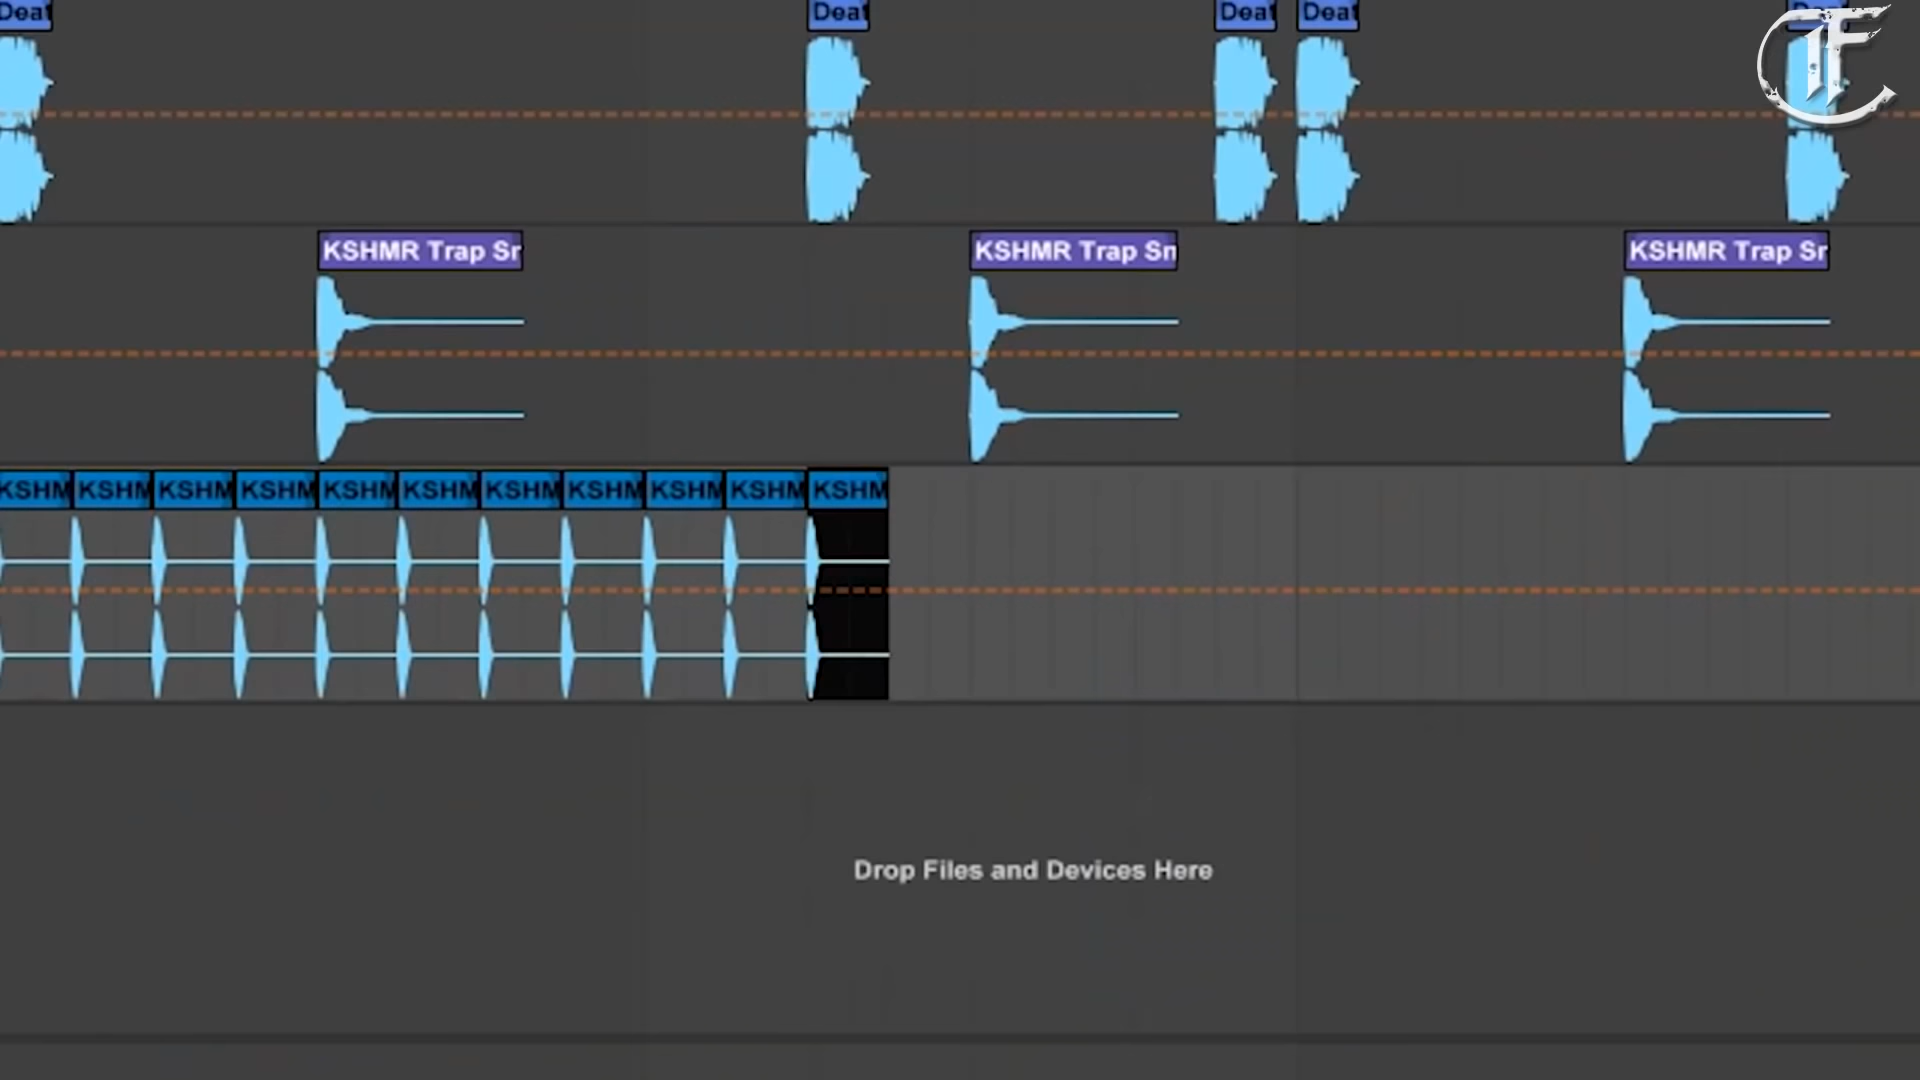 Deat Deat Deat Deat
KSHMR Trap Sr KSHMR Trap Sn KSHMR Trap Sr
KSHM KSHM KSHM KSHM KSHM KSHM KSHM KSHM KSHM KSHM KSHM
Drop Files and Devices Here